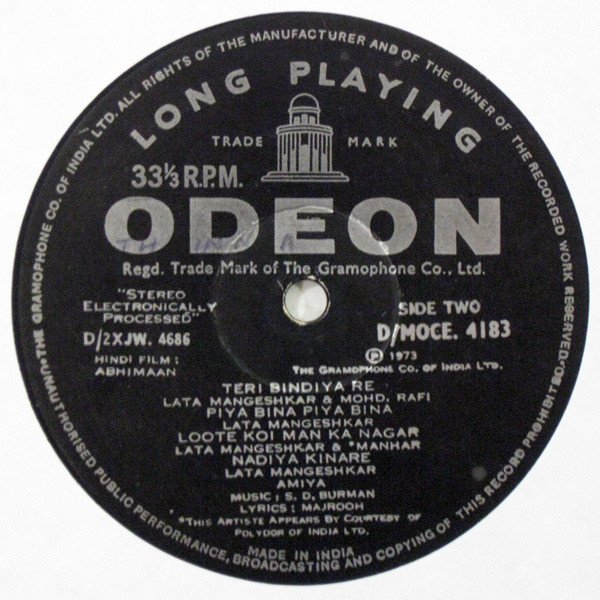 THE GRAMOPHONE CO. OF INDIA LTD. ALL RIGHTS OF THE MANUFACTURER AND OF THE OWNER OF THE RECORDED WORK RESERVED.
UNAUTHORISED PUBLIC PERFORMANCE, BROADCASTING AND COPYING OF THIS RECORD PROHIBITED
LONG PLAYING
TRADE MARK
33⅓ R.P.M.
ODEON
Regd. Trade Mark of The Gramophone Co., Ltd.
"STEREO
ELECTRONICALLY
PROCESSED"
D/2XJW. 4686
HINDI FILM :
ABHIMAAN
SIDE TWO
D/MOCE. 4183
℗ 1973
THE GRAMOPHONE CO. OF INDIA LTD.
TERI BINDIYA RE
LATA MANGESHKAR & MOHD. RAFI
PIYA BINA PIYA BINA
LATA MANGESHKAR
LOOTE KOI MAN KA NAGAR
LATA MANGESHKAR & *MANHAR
NADIYA KINARE
LATA MANGESHKAR
AMIYA
MUSIC : S. D. BURMAN
LYRICS : MAJROOH
*THIS ARTISTE APPEARS BY COURTESY OF
POLYDOR OF INDIA LTD.
MADE IN INDIA